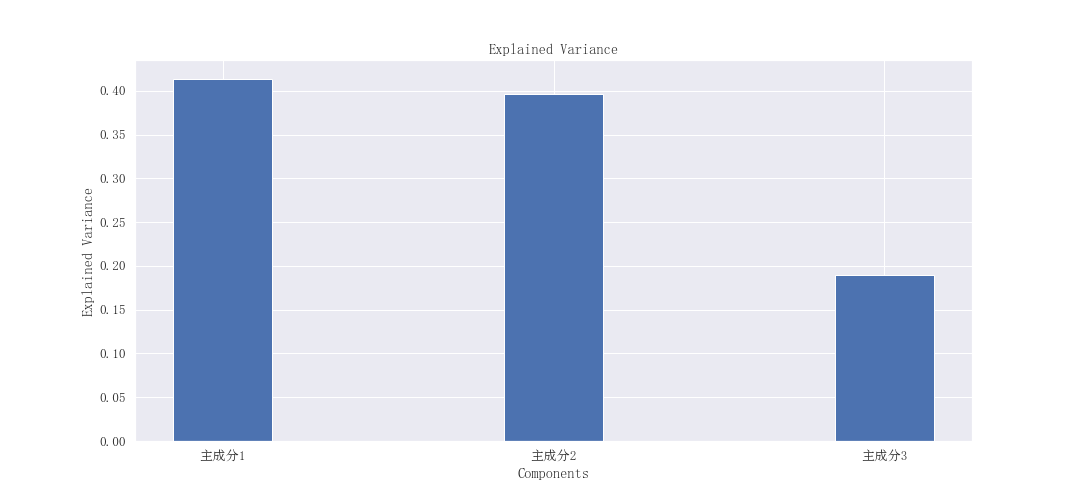 Explained Variance
Explained Variance
0.40
0.35
0.30
0.25
0.20
0.15
0.10
0.05
0.00
主成分1 主成分2 主成分3
Components